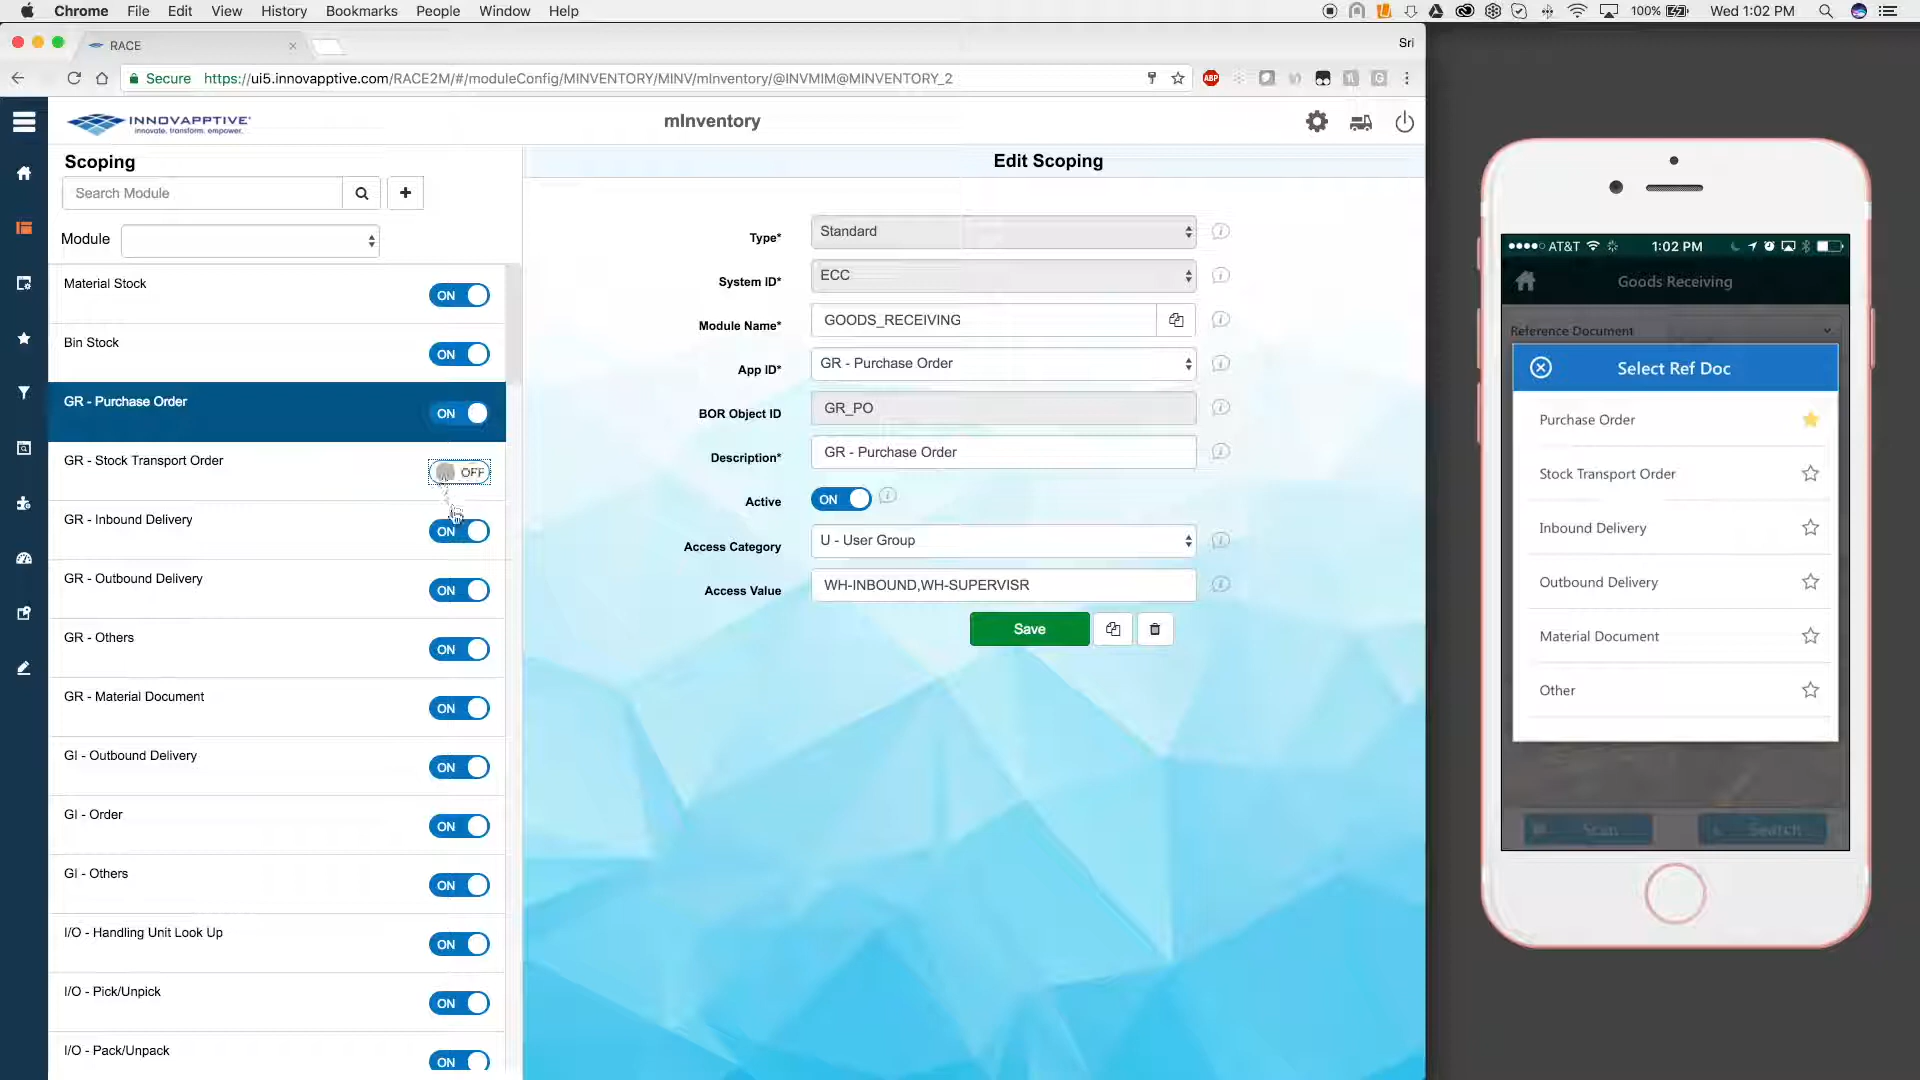 Chrome File Edit View History Bookmarks People Window Help
100% Wed 1:02 PM
RACE
Sri
Secure https://ui5.innovapptive.com/RACE2M/#/moduleConfig/MINVENTORY/MINV/mInventory/@INVMIM@MINVENTORY_2
ABP
INNOVAPPTIVE
innovate. transform. empower.
mInventory
Scoping
Search Module
Module
Material Stock
ON
Bin Stock
ON
GR - Purchase Order
ON
GR - Stock Transport Order
OFF
GR - Inbound Delivery
ON
GR - Outbound Delivery
ON
GR - Others
ON
GR - Material Document
ON
GI - Outbound Delivery
ON
GI - Order
ON
GI - Others
ON
I/O - Handling Unit Look Up
ON
I/O - Pick/Unpick
ON
I/O - Pack/Unpack
ON
Edit Scoping
Type* Standard
System ID* ECC
Module Name* GOODS_RECEIVING
App ID* GR - Purchase Order
BOR Object ID GR_PO
Description* GR - Purchase Order
Active ON
Access Category U - User Group
Access Value WH-INBOUND,WH-SUPERVISR
Save
AT&T 1:02 PM
Goods Receiving
Reference Document
Select Ref Doc
Purchase Order
Stock Transport Order
Inbound Delivery
Outbound Delivery
Material Document
Other
Scan Search